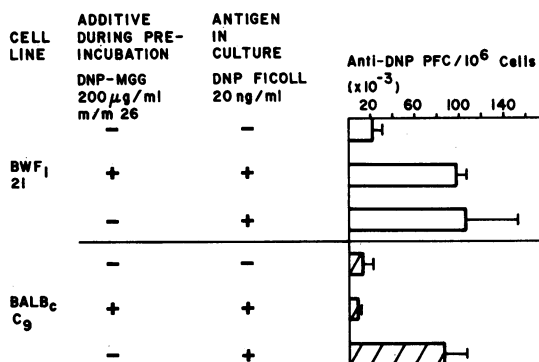 CELL LINE
ADDITIVE DURING PRE-INCUBATION
ANTIGEN IN CULTURE
DNP-MGG 200 μg/ml m/m 26
DNP FICOLL 20 ng/ml
Anti-DNP PFC/10⁶ Cells (x10⁻³)
20 60 100 140
BWF₁ 21
− −
+ +
− +
BALBc C₉
− −
+ +
− +